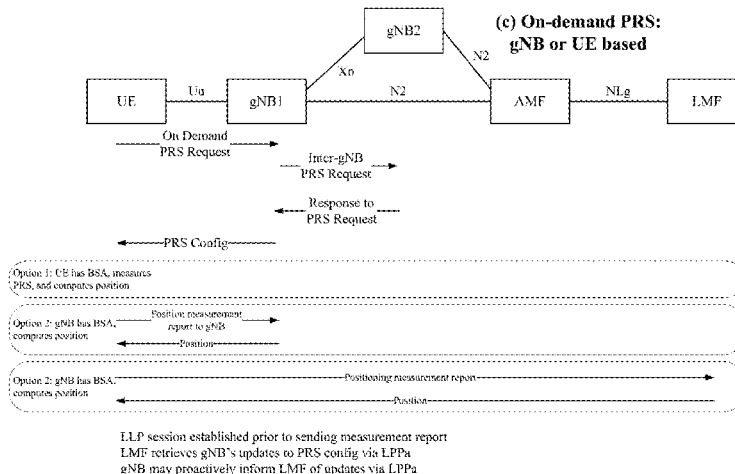 (c) On-demand PRS:
gNB or UE based
gNB2
Xn
N2
UE
Uu
gNB1
N2
AMF
NLg
LMF
On Demand
PRS Request
Inter-gNB
PRS Request
Response to
PRS Request
PRS Config
Option 1: UE has BSA, measures
PRS, and computes position
Option 2: gNB has BSA,
computes position
Position measurement
report to gNB
Position
Option 2: gNB has BSA,
computes position
Positioning measurement report
Position
LLP session established prior to sending measurement report
LMF retrieves gNB's updates to PRS config via LPPa
gNB may proactively inform LMF of updates via LPPa